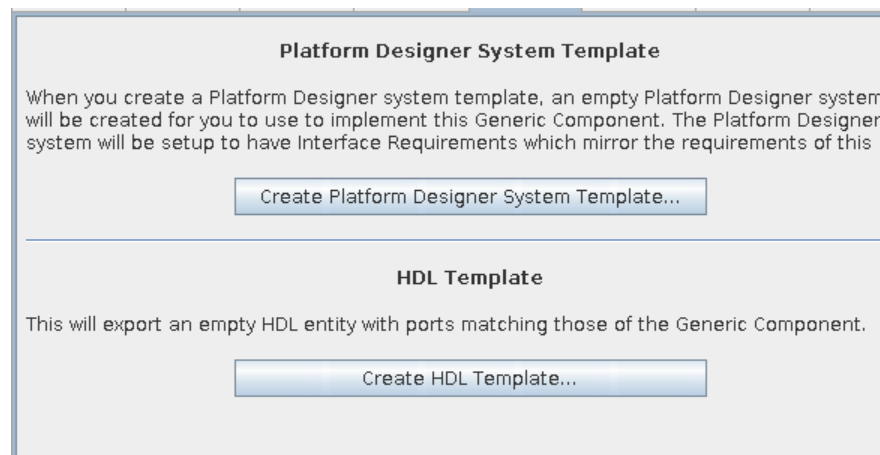 Platform Designer System Template
When you create a Platform Designer system template, an empty Platform Designer system
will be created for you to use to implement this Generic Component. The Platform Designer
system will be setup to have Interface Requirements which mirror the requirements of this
Create Platform Designer System Template...
HDL Template
This will export an empty HDL entity with ports matching those of the Generic Component.
Create HDL Template...